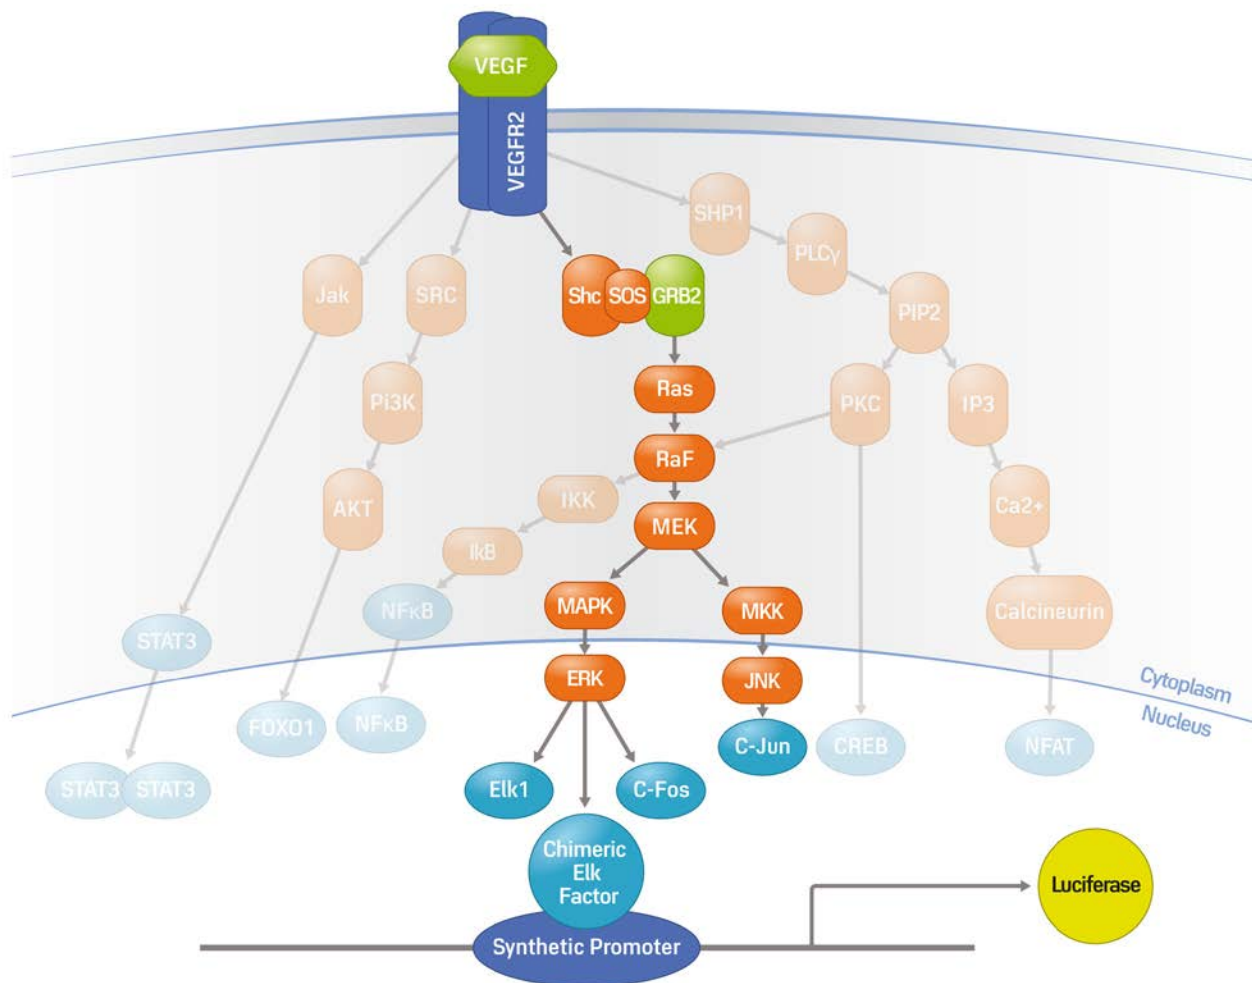 VEGF
VEGFR2
SHP1
PLCγ
Jak
SRC
Shc
SOS
GRB2
PIP2
Pi3K
Ras
PKC
IP3
RaF
AKT
IKK
Ca2+
MEK
IkB
NFκB
MAPK
MKK
Calcineurin
STAT3
ERK
JNK
Cytoplasm
Nucleus
FOXO1
NFκB
C-Jun
CREB
NFAT
STAT3
STAT3
Elk1
C-Fos
Chimeric
Elk
Factor
Luciferase
Synthetic Promoter